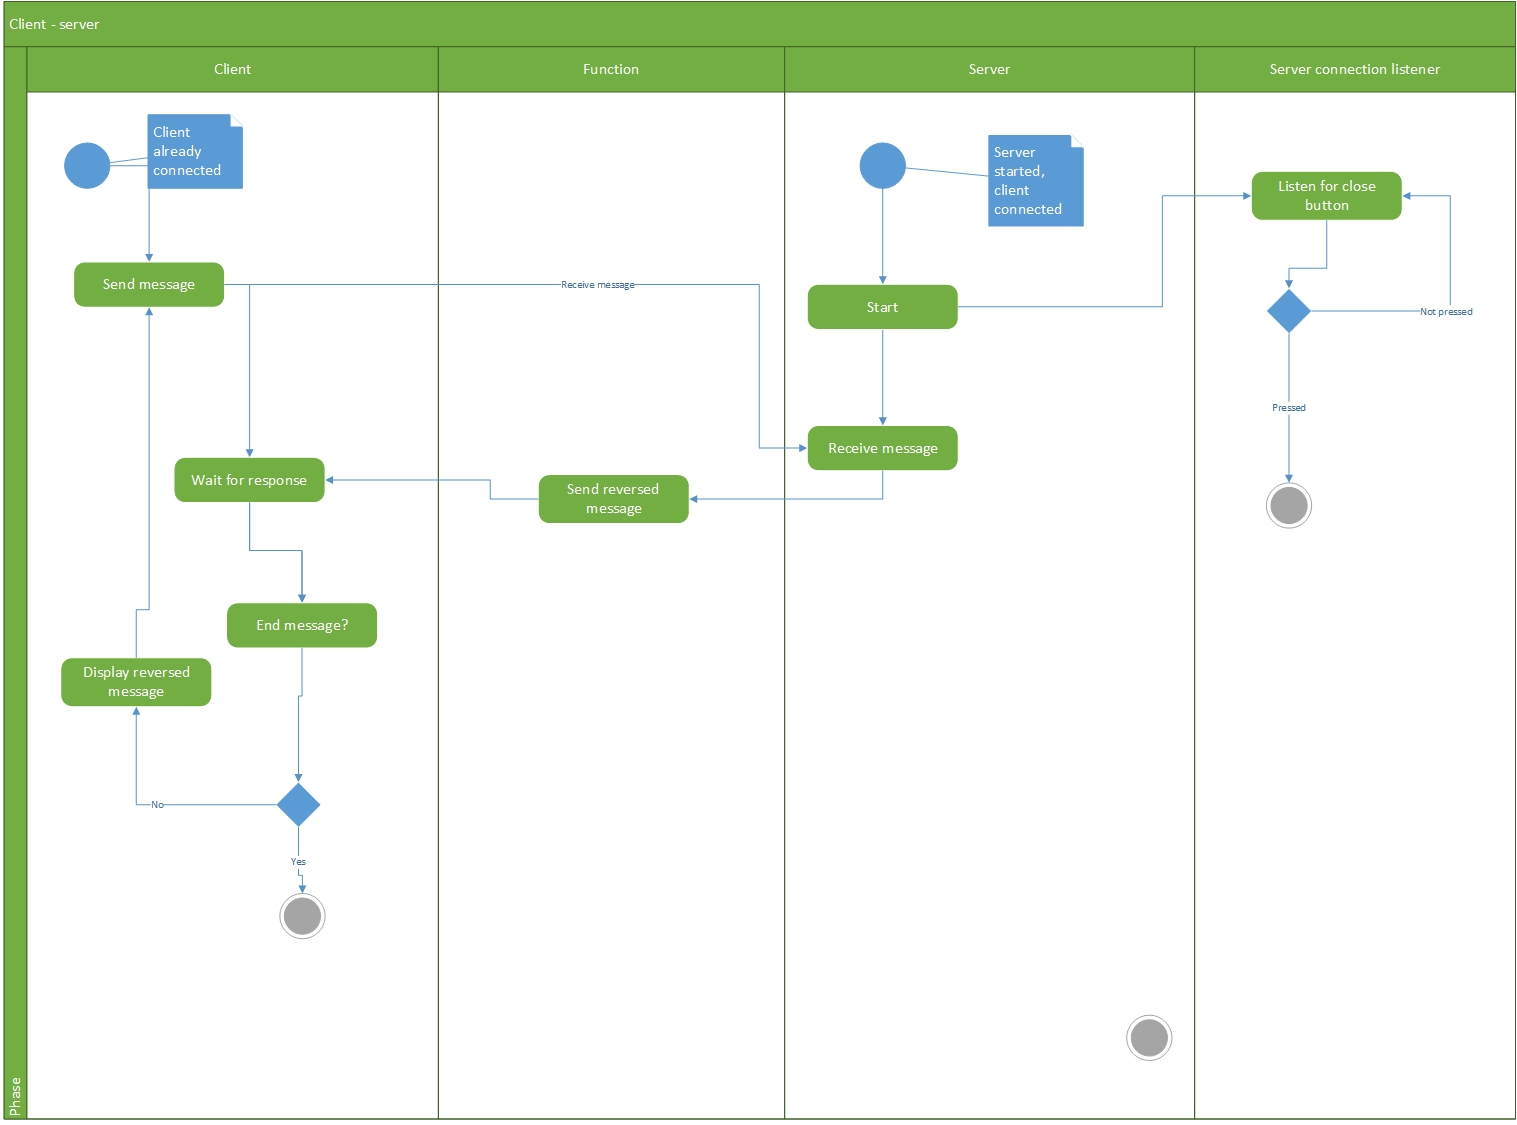 Client - server
Client
Function
Server
Server connection listener
Client
already
connected
Server
started,
client
connected
Listen for close
button
Send message
Receive message
Start
Not pressed
Pressed
Receive message
Wait for response
Send reversed
message
End message?
Display reversed
message
No
Yes
Phase